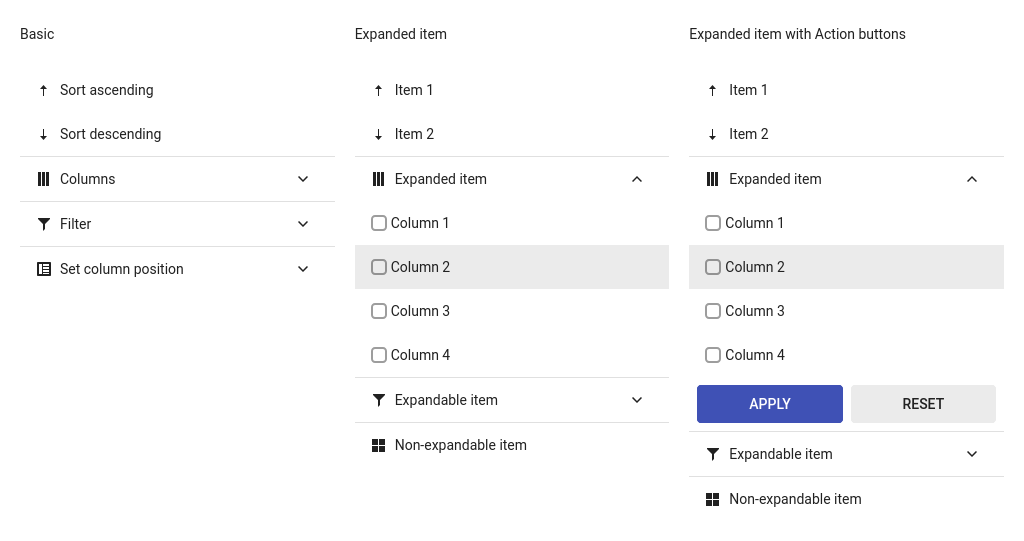 Basic
Sort ascending
Sort descending
Columns
Filter
Set column position
Expanded item
Item 1
Item 2
Expanded item
Column 1
Column 2
Column 3
Column 4
Expandable item
Non-expandable item
Expanded item with Action buttons
Item 1
Item 2
Expanded item
Column 1
Column 2
Column 3
Column 4
APPLY
RESET
Expandable item
Non-expandable item